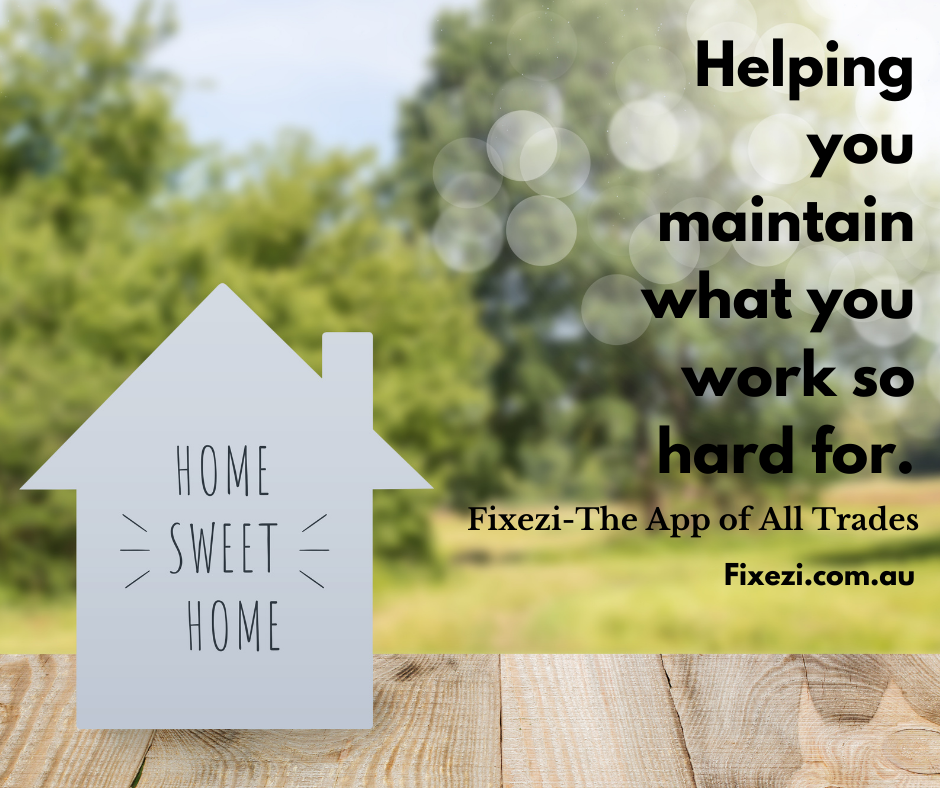 Helping
you
maintain
what you
work so
hard for.
Fixezi-The App of All Trades
Fixezi.com.au
HOME
SWEET
HOME